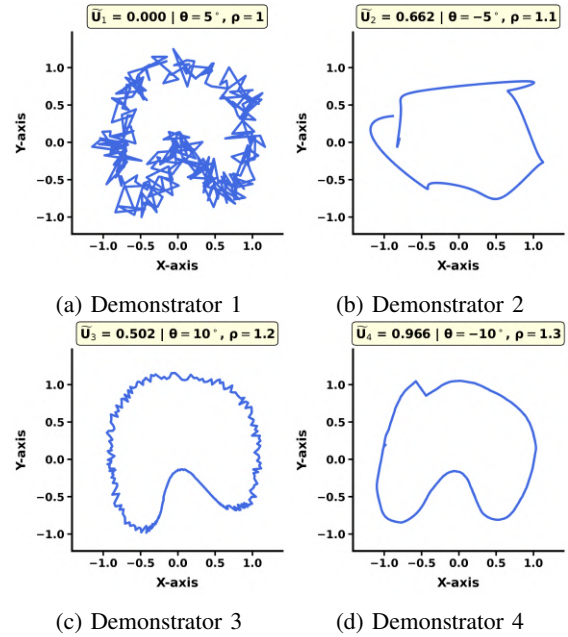 Ũ₁ = 0.000 | θ = 5°, ρ = 1
Y-axis
1.0
0.5
0.0
−0.5
−1.0
−1.0 −0.5 0.0 0.5 1.0
X-axis
(a) Demonstrator 1
Ũ₂ = 0.662 | θ = −5°, ρ = 1.1
Y-axis
1.0
0.5
0.0
−0.5
−1.0
−1.0 −0.5 0.0 0.5 1.0
X-axis
(b) Demonstrator 2
Ũ₃ = 0.502 | θ = 10°, ρ = 1.2
Y-axis
1.0
0.5
0.0
−0.5
−1.0
−1.0 −0.5 0.0 0.5 1.0
X-axis
(c) Demonstrator 3
Ũ₄ = 0.966 | θ = −10°, ρ = 1.3
Y-axis
1.0
0.5
0.0
−0.5
−1.0
−1.0 −0.5 0.0 0.5 1.0
X-axis
(d) Demonstrator 4